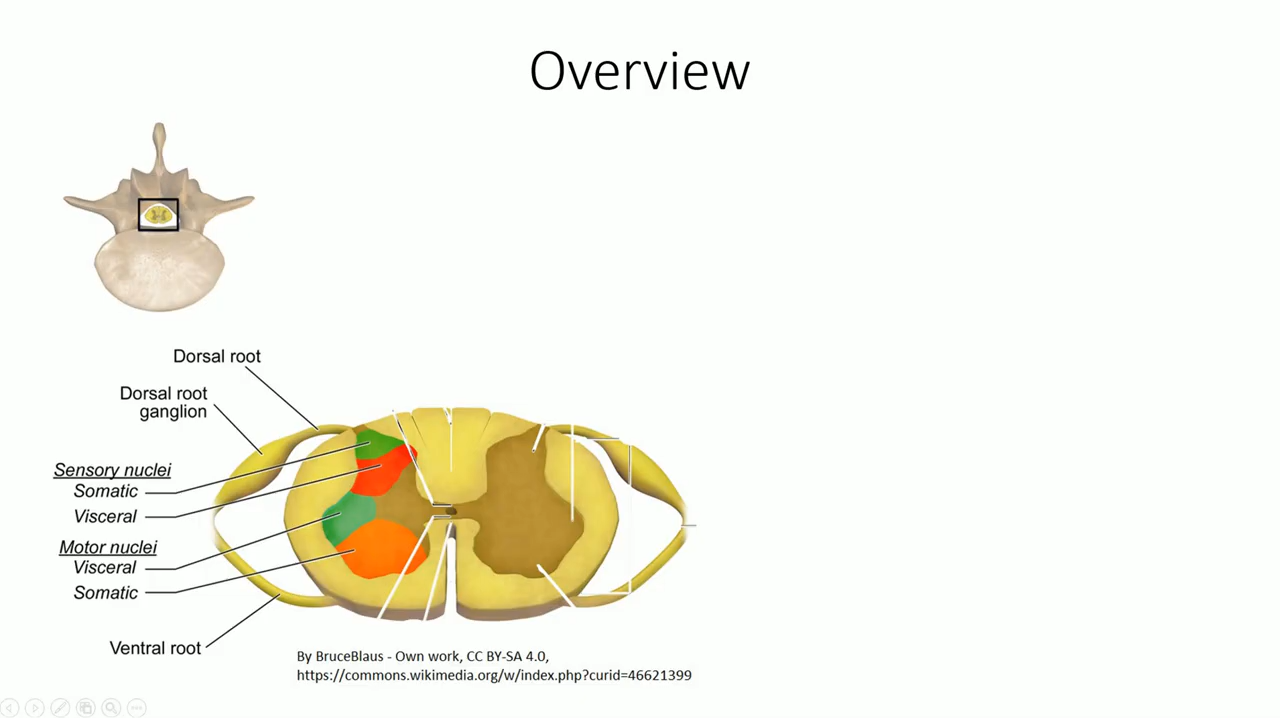 Overview
Dorsal root
Dorsal root
ganglion
Sensory nuclei
Somatic
Visceral
Motor nuclei
Visceral
Somatic
Ventral root
By BruceBlaus - Own work, CC BY-SA 4.0,
https://commons.wikimedia.org/w/index.php?curid=46621399